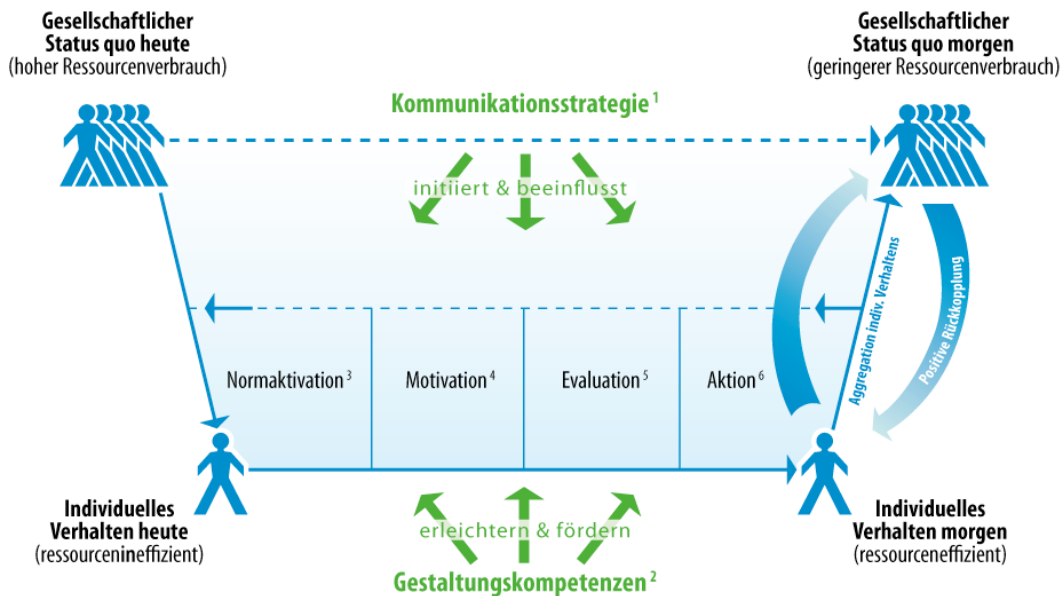 Gesellschaftlicher
Status quo heute
(hoher Ressourcenverbrauch)
Gesellschaftlicher
Status quo morgen
(geringerer Ressourcenverbrauch)
Kommunikationsstrategie ¹
initiiert & beeinflusst
Normaktivation ³
Motivation ⁴
Evaluation ⁵
Aktion ⁶
Aggregation indiv. Verhaltens
Positive Rückkopplung
Individuelles
Verhalten heute
(ressourcenineffizient)
erleichtern & fördern
Gestaltungskompetenzen ²
Individuelles
Verhalten morgen
(ressourceneffizient)